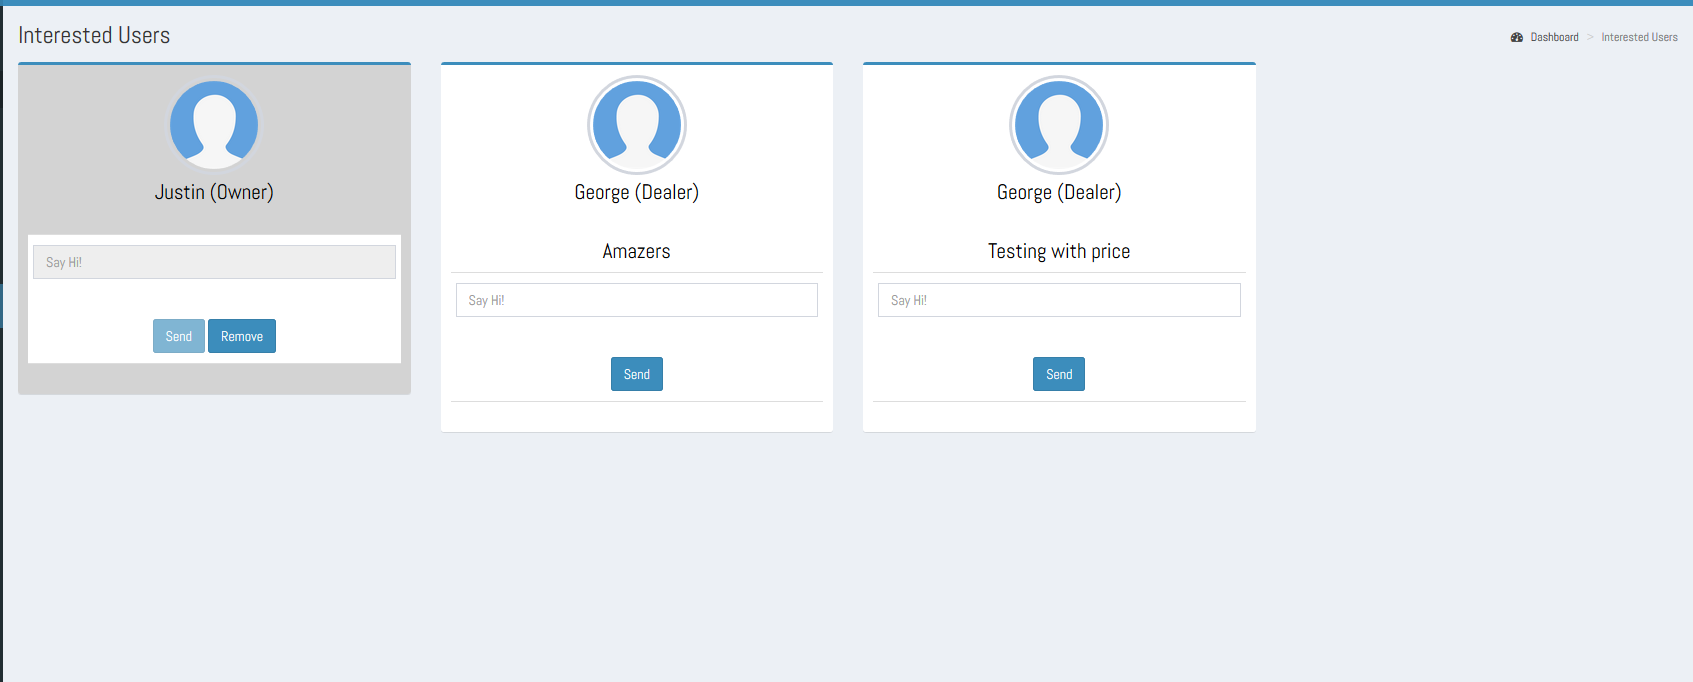 Interested Users
Dashboard > Interested Users
Justin (Owner)
Say Hi!
Send Remove
George (Dealer)
Amazers
Say Hi!
Send
George (Dealer)
Testing with price
Say Hi!
Send